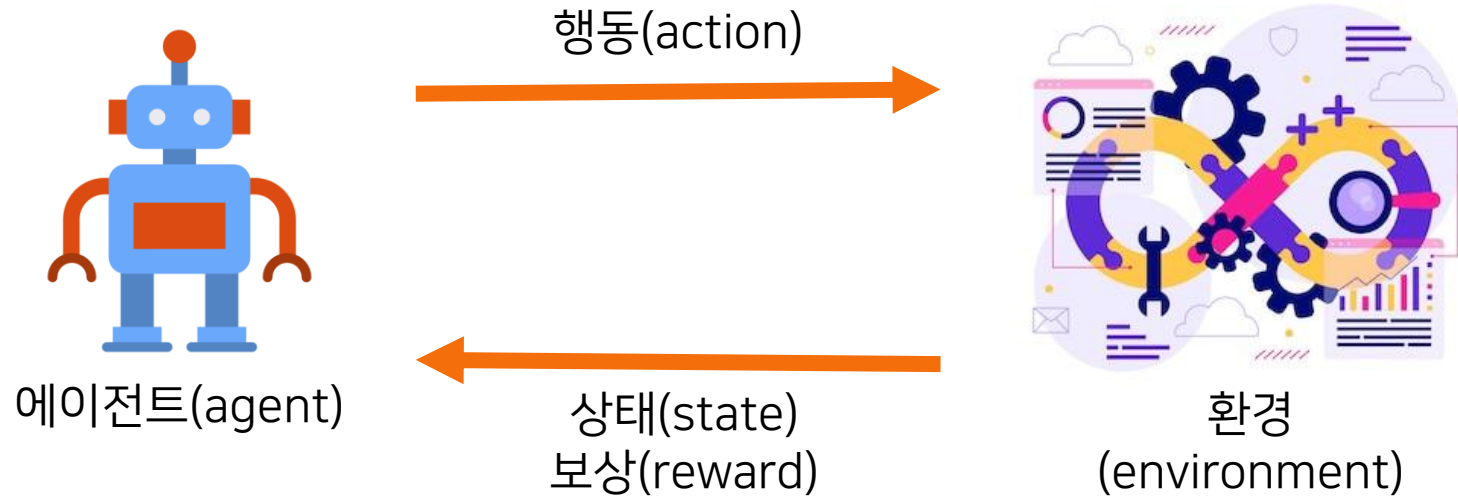 행동(action)
에이전트(agent)
상태(state)
보상(reward)
환경
(environment)